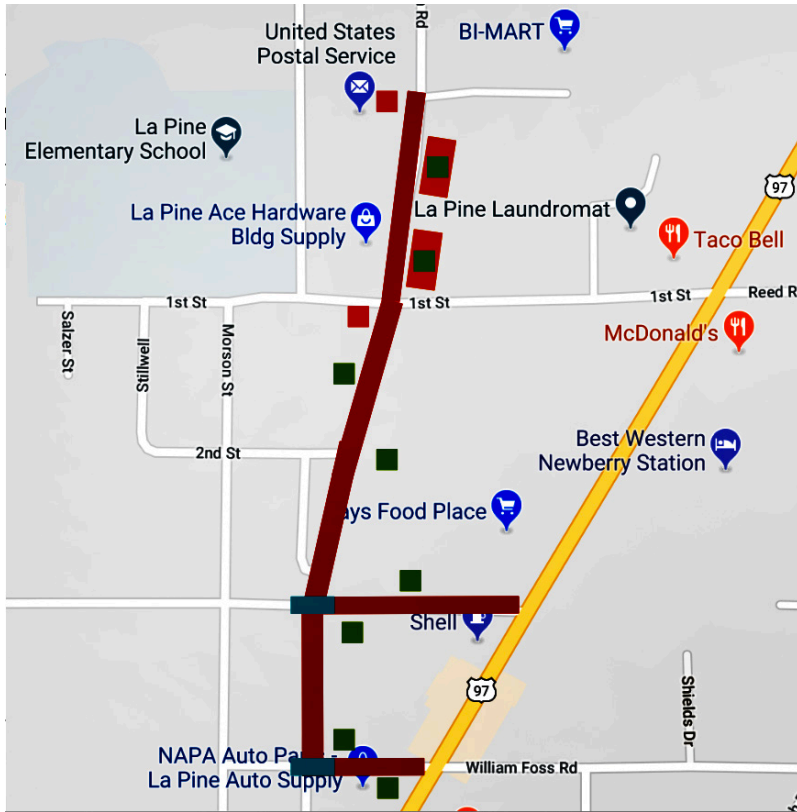 Rd
United States
Postal Service
BI-MART
La Pine
Elementary School
97
La Pine Ace Hardware
Bldg Supply
La Pine Laundromat
Taco Bell
1st St
1st St
1st St
Reed R
Salzer St
Stillwell
Morson St
McDonald's
2nd St
Best Western
Newberry Station
ays Food Place
Shell
97
Shields Dr
NAPA Auto Pa
La Pine Auto Supply
William Foss Rd